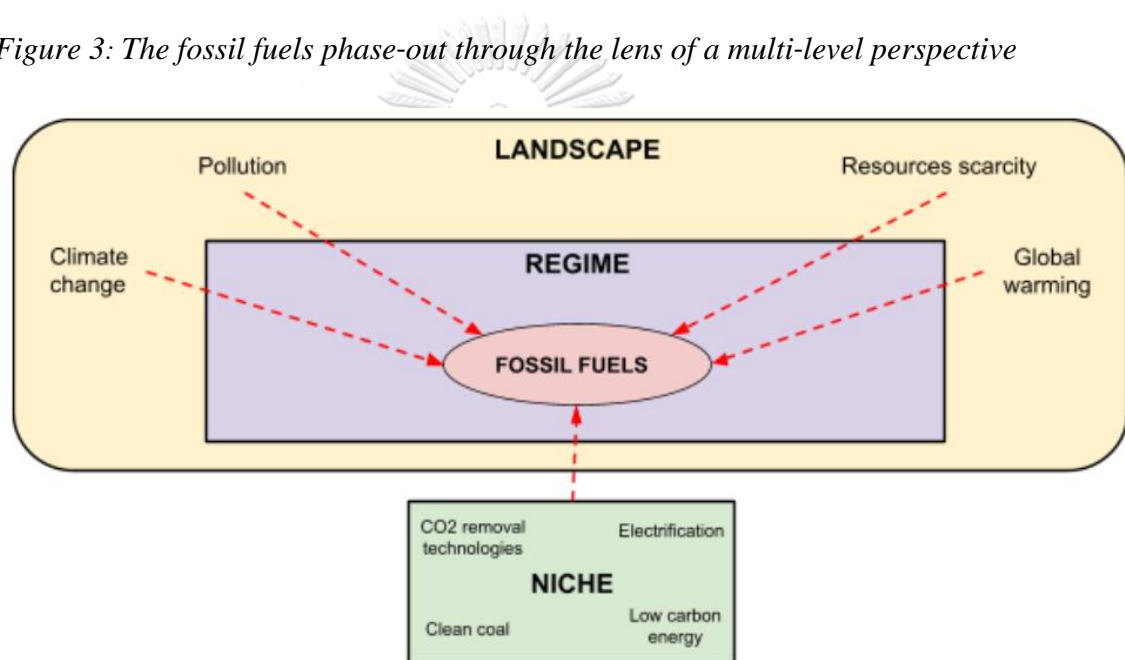 Figure 3: The fossil fuels phase-out through the lens of a multi-level perspective
LANDSCAPE
Pollution
Resources scarcity
Climate
change
REGIME
Global
warming
FOSSIL FUELS
CO2 removal
technologies
Electrification
NICHE
Clean coal
Low carbon
energy